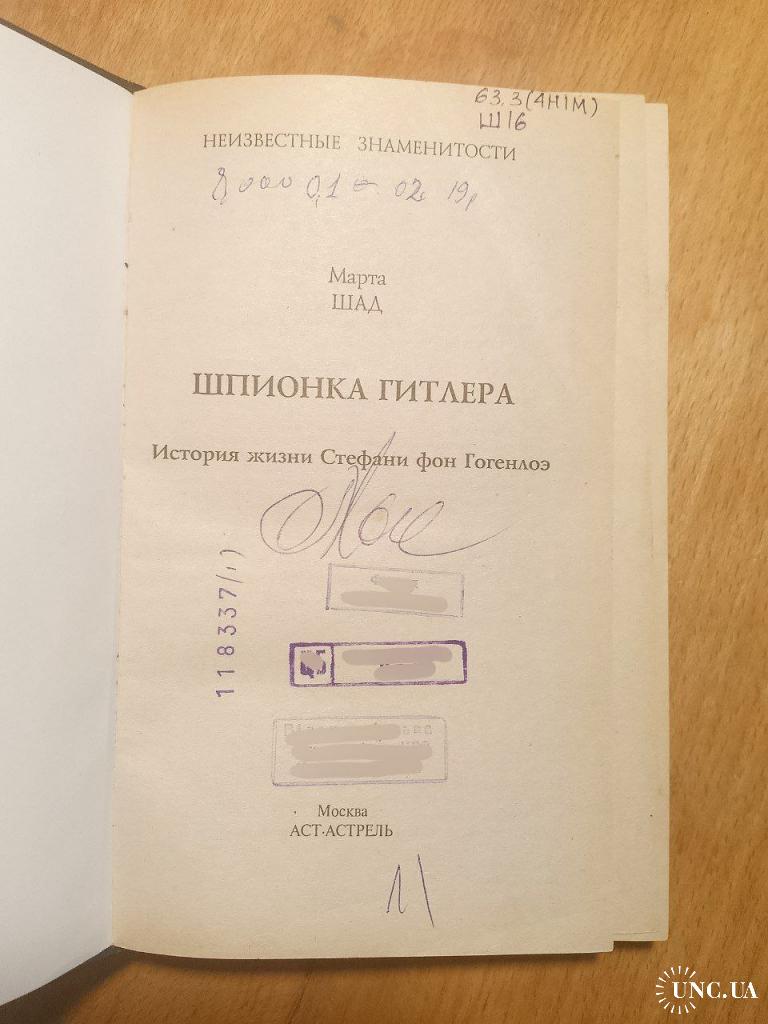 63.3(4Н1М)
Ш16
НЕИЗВЕСТНЫЕ ЗНАМЕНИТОСТИ
Марта
ШАД
ШПИОНКА ГИТЛЕРА
История жизни Стефани фон Гогенлоэ
118337/1)
Москва
АСТ·АСТРЕЛЬ
UNC.UA